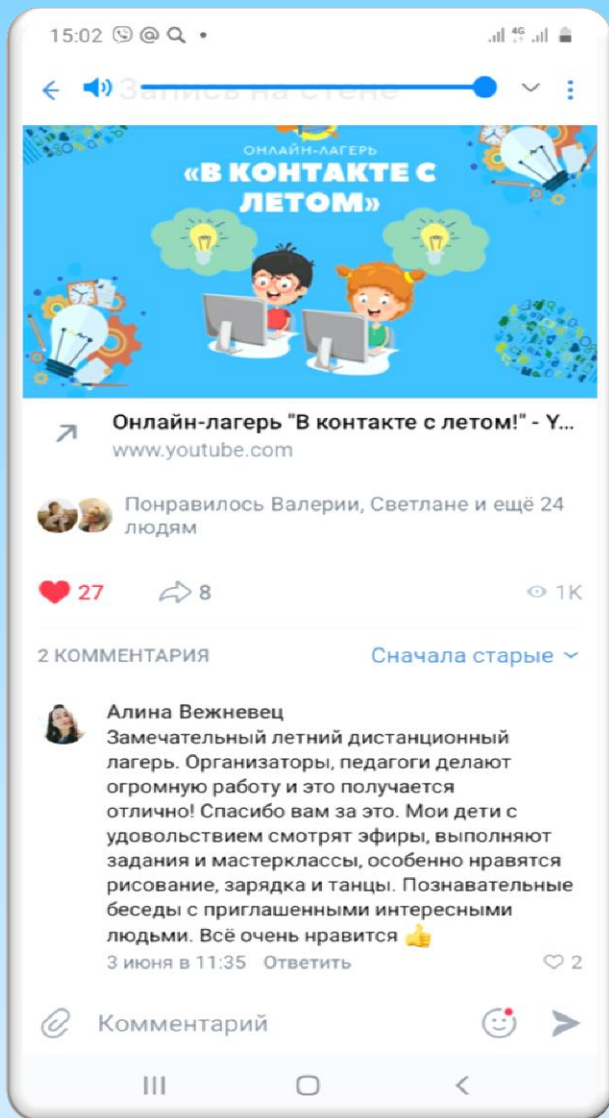 15:02
4G
Запись на стене
ОНЛАЙН-ЛАГЕРЬ
«В КОНТАКТЕ С
ЛЕТОМ»
Онлайн-лагерь "В контакте с летом!" - Y...
www.youtube.com
Понравилось Валерии, Светлане и ещё 24
людям
27
8
1K
2 КОММЕНТАРИЯ
Сначала старые
Алина Вежневец
Замечательный летний дистанционный
лагерь. Организаторы, педагоги делают
огромную работу и это получается
отлично! Спасибо вам за это. Мои дети с
удовольствием смотрят эфиры, выполняют
задания и мастерклассы, особенно нравятся
рисование, зарядка и танцы. Познавательные
беседы с приглашенными интересными
людьми. Всё очень нравится 👍
3 июня в 11:35 Ответить
2
Комментарий